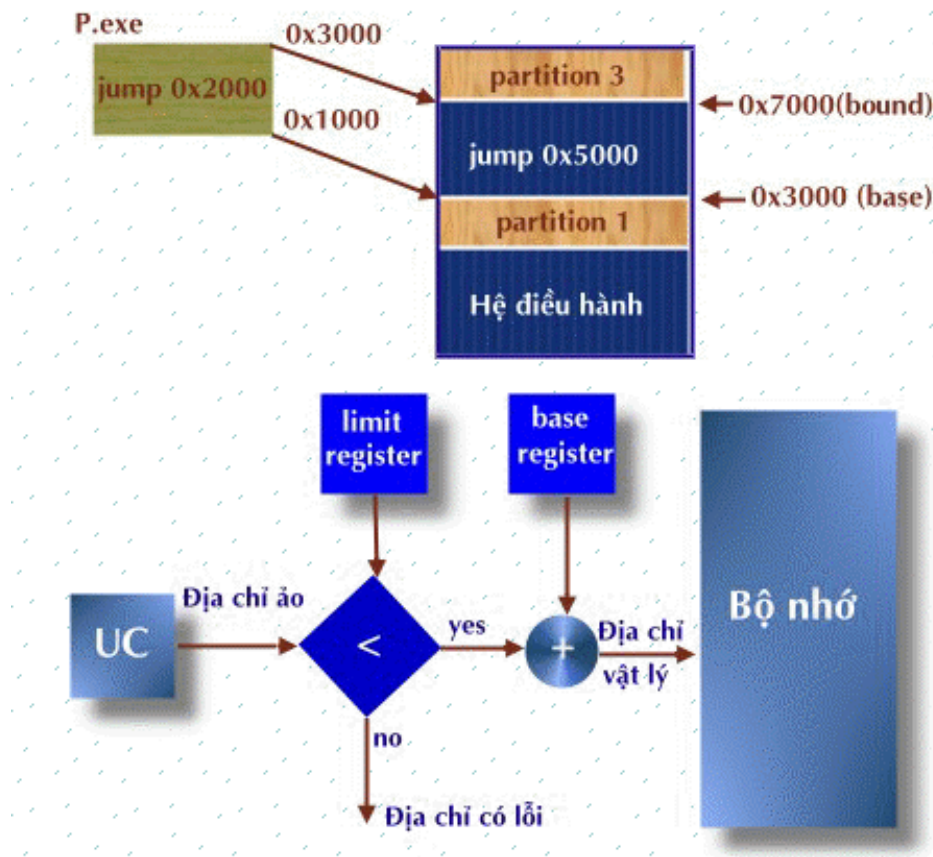 P.exe
jump 0x2000
0x3000
0x1000
partition 3
jump 0x5000
partition 1
Hệ điều hành
0x7000(bound)
0x3000 (base)
limit
register
base
register
UC
Địa chỉ ảo
<
yes
+
Địa chỉ
vật lý
Bộ nhớ
no
Địa chỉ có lỗi